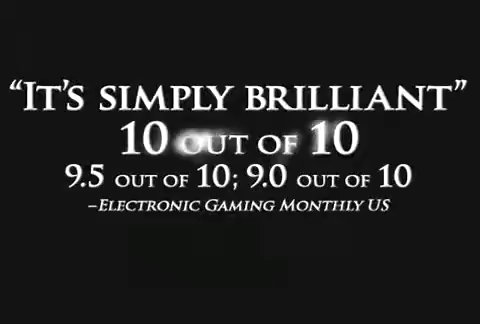 “It’s simply brilliant”
10 out of 10
9.5 out of 10; 9.0 out of 10
–Electronic Gaming Monthly US